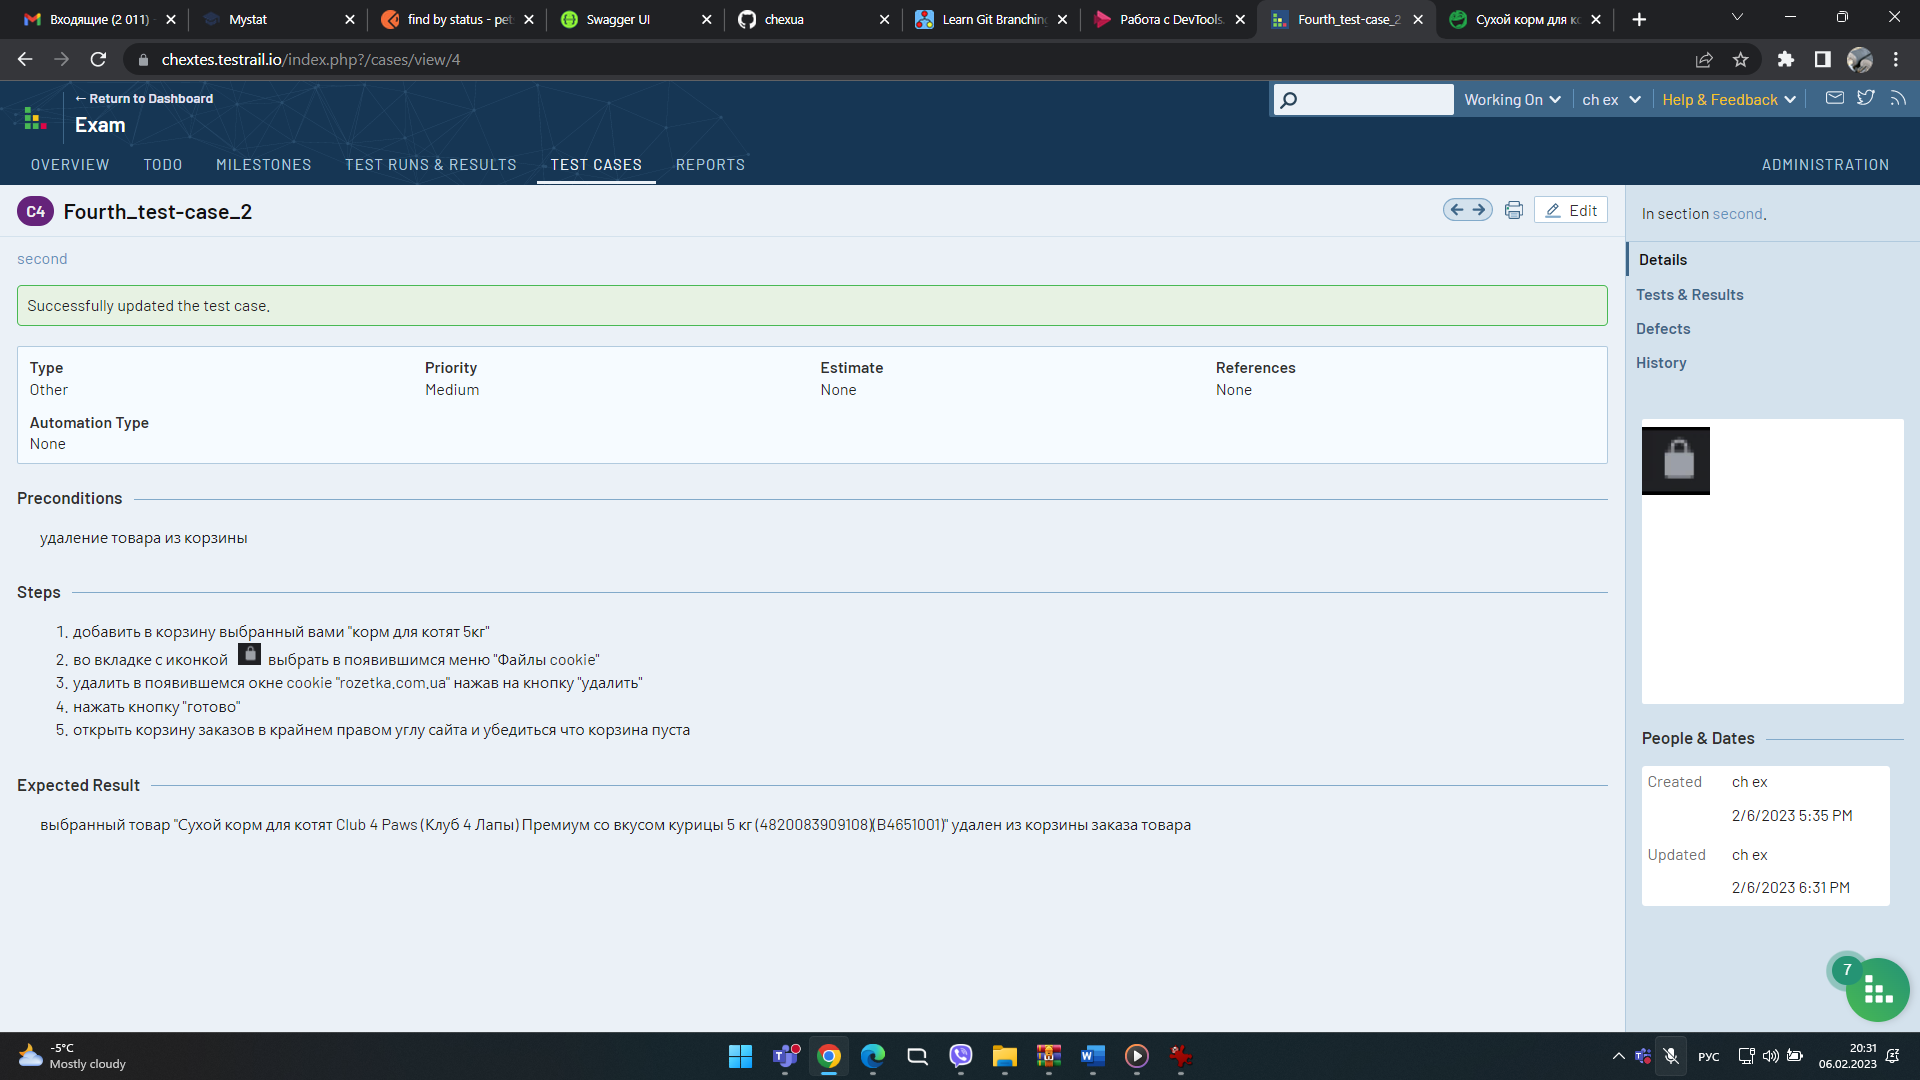 Входящие (2 011)
Mystat
find by status - pet
Swagger UI
chexua
Learn Git Branching
Работа с DevTools.
Fourth_test-case_2
Сухой корм для ко
chextes.testrail.io/index.php?/cases/view/4
← Return to Dashboard
Exam
Working On
ch ex
Help & Feedback
OVERVIEW
TODO
MILESTONES
TEST RUNS & RESULTS
TEST CASES
REPORTS
ADMINISTRATION
C4 Fourth_test-case_2
Edit
In section second.
second
Details
Successfully updated the test case.
Tests & Results
Defects
History
Type
Priority
Estimate
References
Other
Medium
None
None
Automation Type
None
Preconditions
удаление товара из корзины
Steps
1. добавить в корзину выбранный вами "корм для котят 5кг"
2. во вкладке с иконкой выбрать в появившимся меню "Файлы cookie"
3. удалить в появившемся окне cookie "rozetka.com.ua" нажав на кнопку "удалить"
4. нажать кнопку "готово"
5. открыть корзину заказов в крайнем правом углу сайта и убедиться что корзина пуста
Expected Result
выбранный товар "Сухой корм для котят Club 4 Paws (Клуб 4 Лапы) Премиум со вкусом курицы 5 кг (4820083909108)(B4651001)" удален из корзины заказа товара
People & Dates
Created
ch ex
2/6/2023 5:35 PM
Updated
ch ex
2/6/2023 6:31 PM
7
-5°C
Mostly cloudy
РУС
20:31
06.02.2023